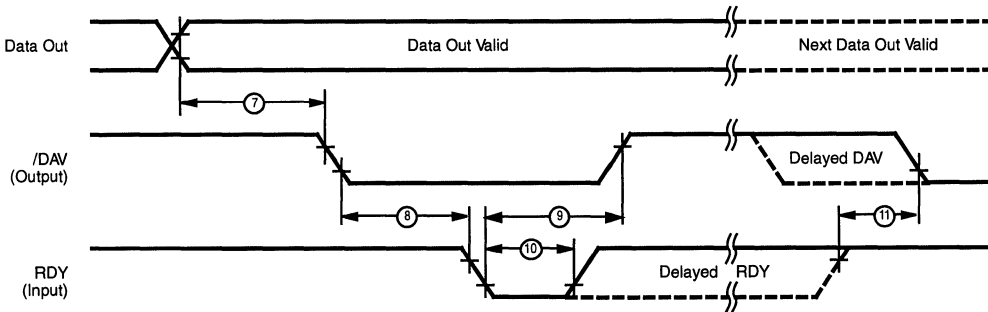 Data Out
Data Out Valid
Next Data Out Valid
7
/DAV
(Output)
Delayed DAV
8
9
11
10
RDY
(Input)
Delayed RDY